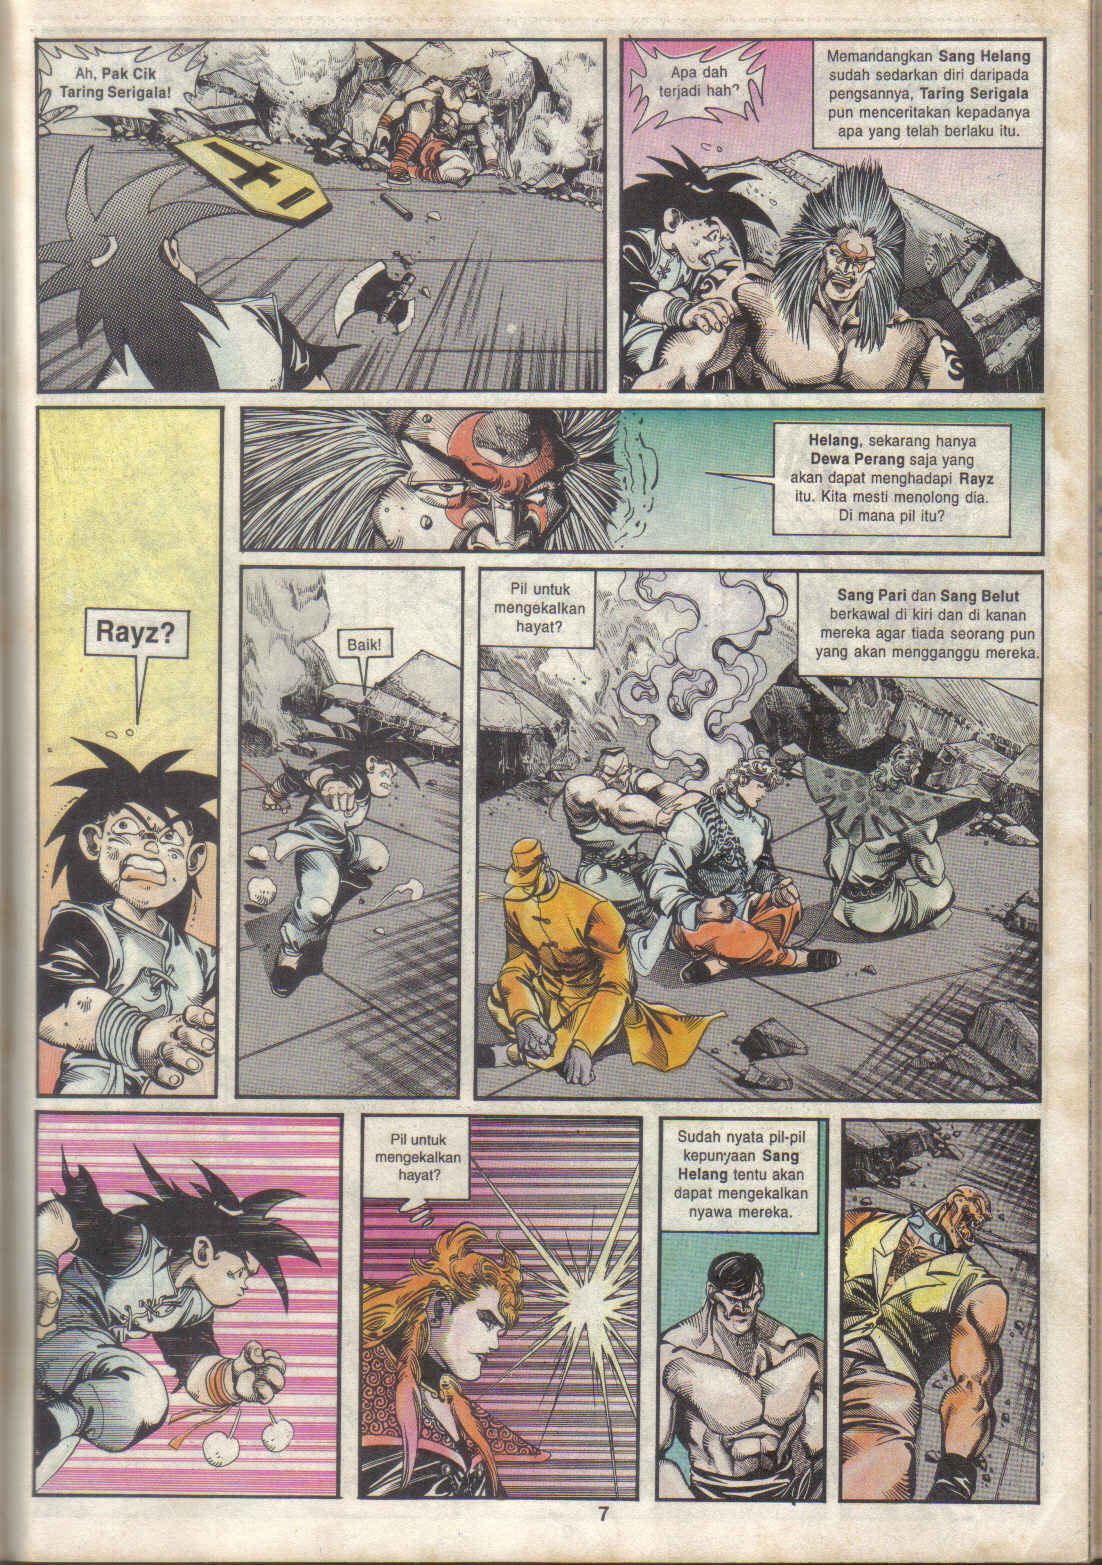 Ah, Pak Cik
Taring Serigala!
Apa dah
terjadi hah?
Memandangkan Sang Helang
sudah sedarkan diri daripada
pengsannya, Taring Serigala
pun menceritakan kepadanya
apa yang telah berlaku itu.
Rayz?
Helang, sekarang hanya
Dewa Perang saja yang
akan dapat menghadapi Rayz
itu. Kita mesti menolong dia.
Di mana pil itu?
Baik!
Pil untuk
mengekalkan
hayat?
Sang Pari dan Sang Belut
berkawal di kiri dan di kanan
mereka agar tiada seorang pun
yang akan mengganggu mereka.
Pil untuk
mengekalkan
hayat?
Sudah nyata pil-pil
kepunyaan Sang
Helang tentu akan
dapat mengekalkan
nyawa mereka.
7